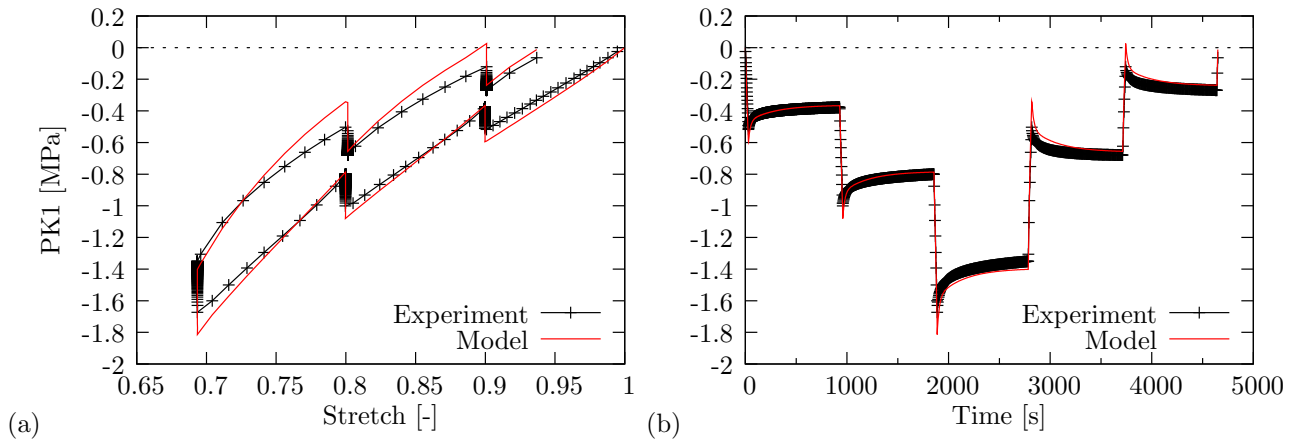 0.2
0
-0.2
-0.4
-0.6
-0.8
-1
-1.2
-1.4
-1.6
-1.8
-2
PK1 [MPa]
0.65 0.7 0.75 0.8 0.85 0.9 0.95 1
Stretch [-]
Experiment
Model
(a)
0.2
0
-0.2
-0.4
-0.6
-0.8
-1
-1.2
-1.4
-1.6
-1.8
-2
0 1000 2000 3000 4000 5000
Time [s]
Experiment
Model
(b)